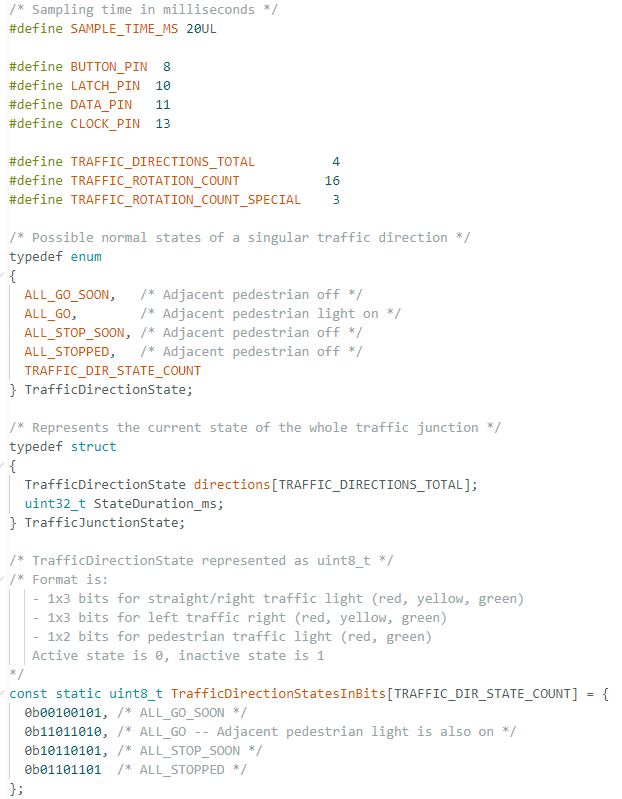 /* Sampling time in milliseconds */
#define SAMPLE_TIME_MS 20UL
#define BUTTON_PIN  8
#define LATCH_PIN  10
#define DATA_PIN   11
#define CLOCK_PIN  13
#define TRAFFIC_DIRECTIONS_TOTAL          4
#define TRAFFIC_ROTATION_COUNT           16
#define TRAFFIC_ROTATION_COUNT_SPECIAL    3
/* Possible normal states of a singular traffic direction */
typedef enum
{
  ALL_GO_SOON,   /* Adjacent pedestrian off */
  ALL_GO,        /* Adjacent pedestrian light on */
  ALL_STOP_SOON, /* Adjacent pedestrian off */
  ALL_STOPPED,   /* Adjacent pedestrian off */
  TRAFFIC_DIR_STATE_COUNT
} TrafficDirectionState;
/* Represents the current state of the whole traffic junction */
typedef struct
{
  TrafficDirectionState directions[TRAFFIC_DIRECTIONS_TOTAL];
  uint32_t StateDuration_ms;
} TrafficJunctionState;
/* TrafficDirectionState represented as uint8_t */
/* Format is:
   - 1x3 bits for straight/right traffic light (red, yellow, green)
   - 1x3 bits for left traffic right (red, yellow, green)
   - 1x2 bits for pedestrian traffic light (red, green)
   Active state is 0, inactive state is 1
*/
const static uint8_t TrafficDirectionStatesInBits[TRAFFIC_DIR_STATE_COUNT] = {
  0b00100101, /* ALL_GO_SOON */
  0b11011010, /* ALL_GO -- Adjacent pedestrian light is also on */
  0b10110101, /* ALL_STOP_SOON */
  0b01101101  /* ALL_STOPPED */
};